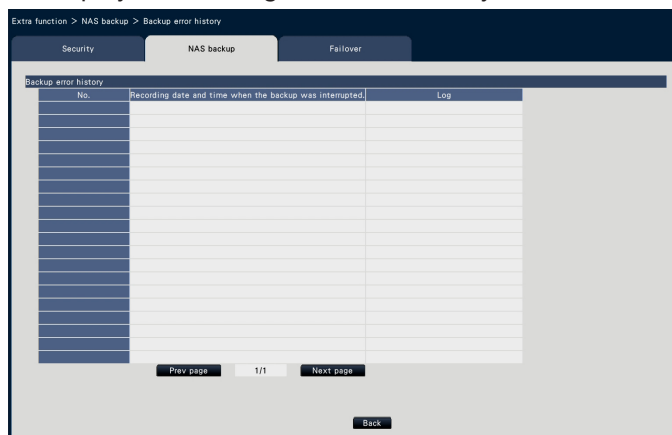 Extra function > NAS backup > Backup error history
Security NAS backup Failover
Backup error history
No. Recording date and time when the backup was interrupted. Log
Prev page 1/1 Next page
Back